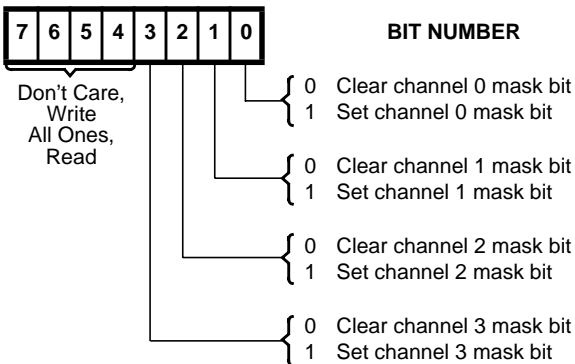 7 6 5 4 3 2 1 0 BIT NUMBER
Don't Care,
Write
All Ones,
Read
0 Clear channel 0 mask bit
1 Set channel 0 mask bit
0 Clear channel 1 mask bit
1 Set channel 1 mask bit
0 Clear channel 2 mask bit
1 Set channel 2 mask bit
0 Clear channel 3 mask bit
1 Set channel 3 mask bit